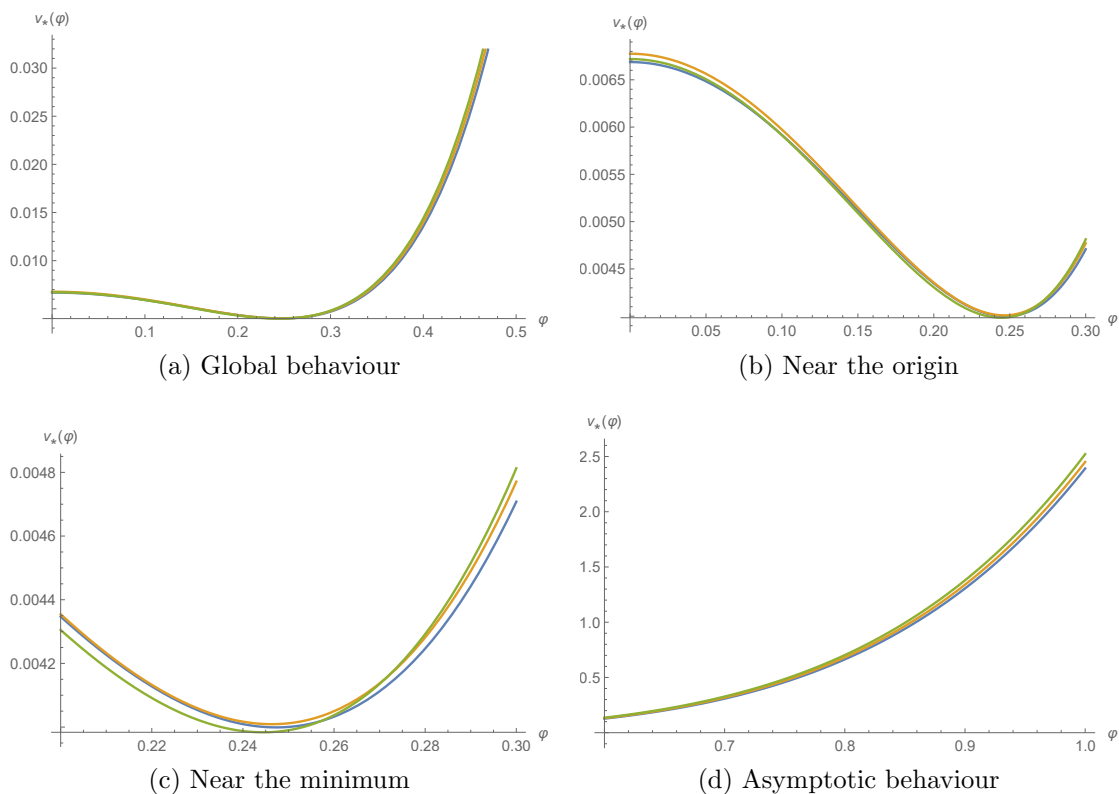 v⋆(φ)
0.030
0.025
0.020
0.015
0.010
0.1 0.2 0.3 0.4 0.5 φ
(a) Global behaviour
v⋆(φ)
0.0065
0.0060
0.0055
0.0050
0.0045
0.05 0.10 0.15 0.20 0.25 0.30 φ
(b) Near the origin
v⋆(φ)
0.0048
0.0046
0.0044
0.0042
0.22 0.24 0.26 0.28 0.30 φ
(c) Near the minimum
v⋆(φ)
2.5
2.0
1.5
1.0
0.5
0.7 0.8 0.9 1.0 φ
(d) Asymptotic behaviour